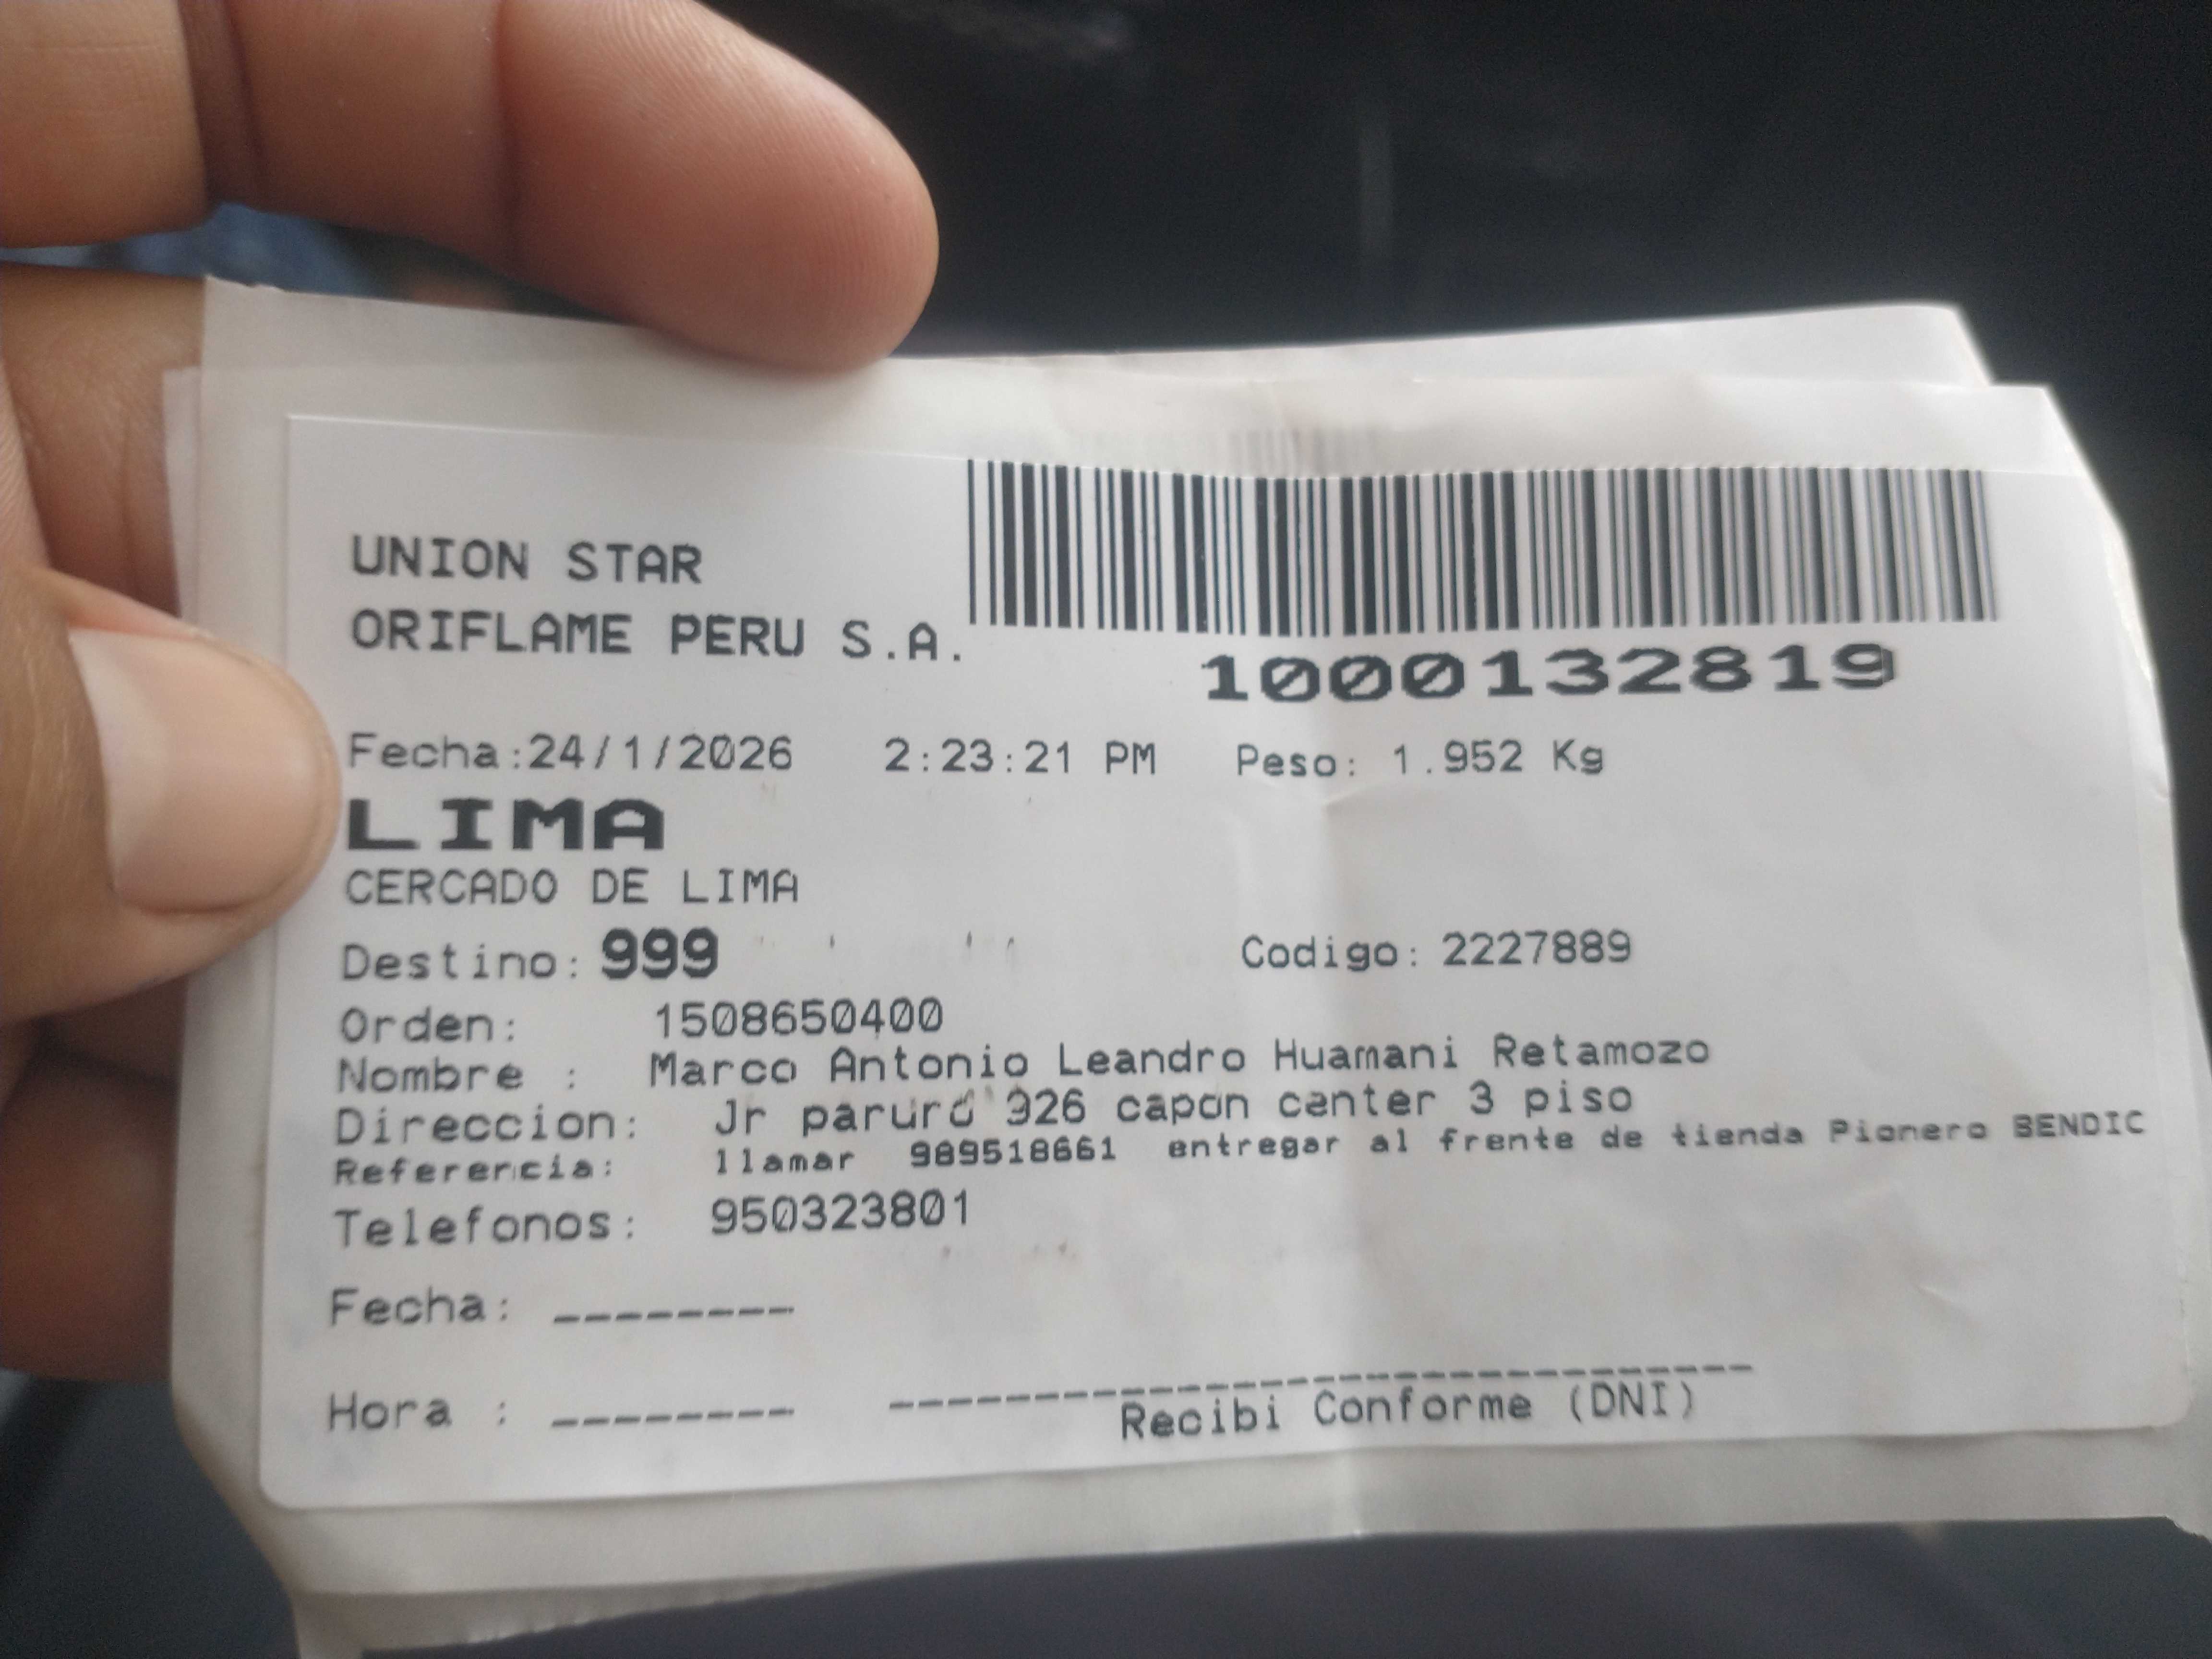 UNION STAR
ORIFLAME PERU S.A.
1000132819
Fecha:24/1/2026 2:23:21 PM Peso: 1.952 Kg
LIMA
CERCADO DE LIMA
Destino: 999 Codigo: 2227889
Orden: 1508650400
Nombre : Marco Antonio Leandro Huamani Retamozo
Direccion: Jr paruro 926 capon center 3 piso
Referencia: llamar 989518661 entregar al frente de tienda Pionero BENDIC
Telefonos: 950323801
Fecha: ________
Hora : ________
Recibi Conforme (DNI)